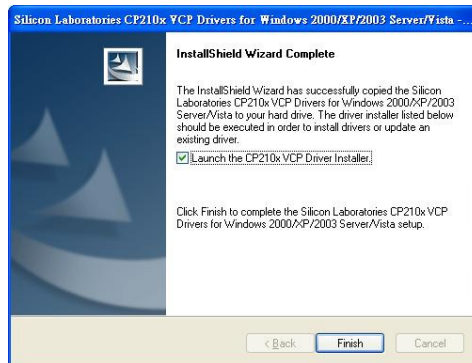 Silicon Laboratories CP210x VCP Drivers for Windows 2000/XP/2003 Server/Vista -...
InstallShield Wizard Complete
The InstallShield Wizard has successfully copied the Silicon
Laboratories CP210x VCP Drivers for Windows 2000/XP/2003
Server/Vista to your hard drive. The driver installer listed below
should be executed in order to install drivers or update an
existing driver.
Launch the CP210x VCP Driver Installer.
Click Finish to complete the Silicon Laboratories CP210x VCP
Drivers for Windows 2000/XP/2003 Server/Vista setup.
< Back Finish Cancel